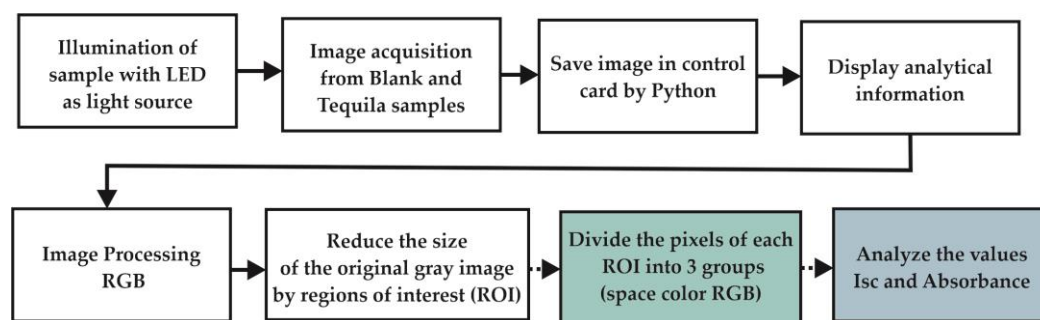 Illumination of
sample with LED
as light source
Image acquisition
from Blank and
Tequila samples
Save image in control
card by Python
Display analytical
information
Image Processing
RGB
Reduce the size
of the original gray image
by regions of interest (ROI)
Divide the pixels of each
ROI into 3 groups
(space color RGB)
Analyze the values
Isc and Absorbance